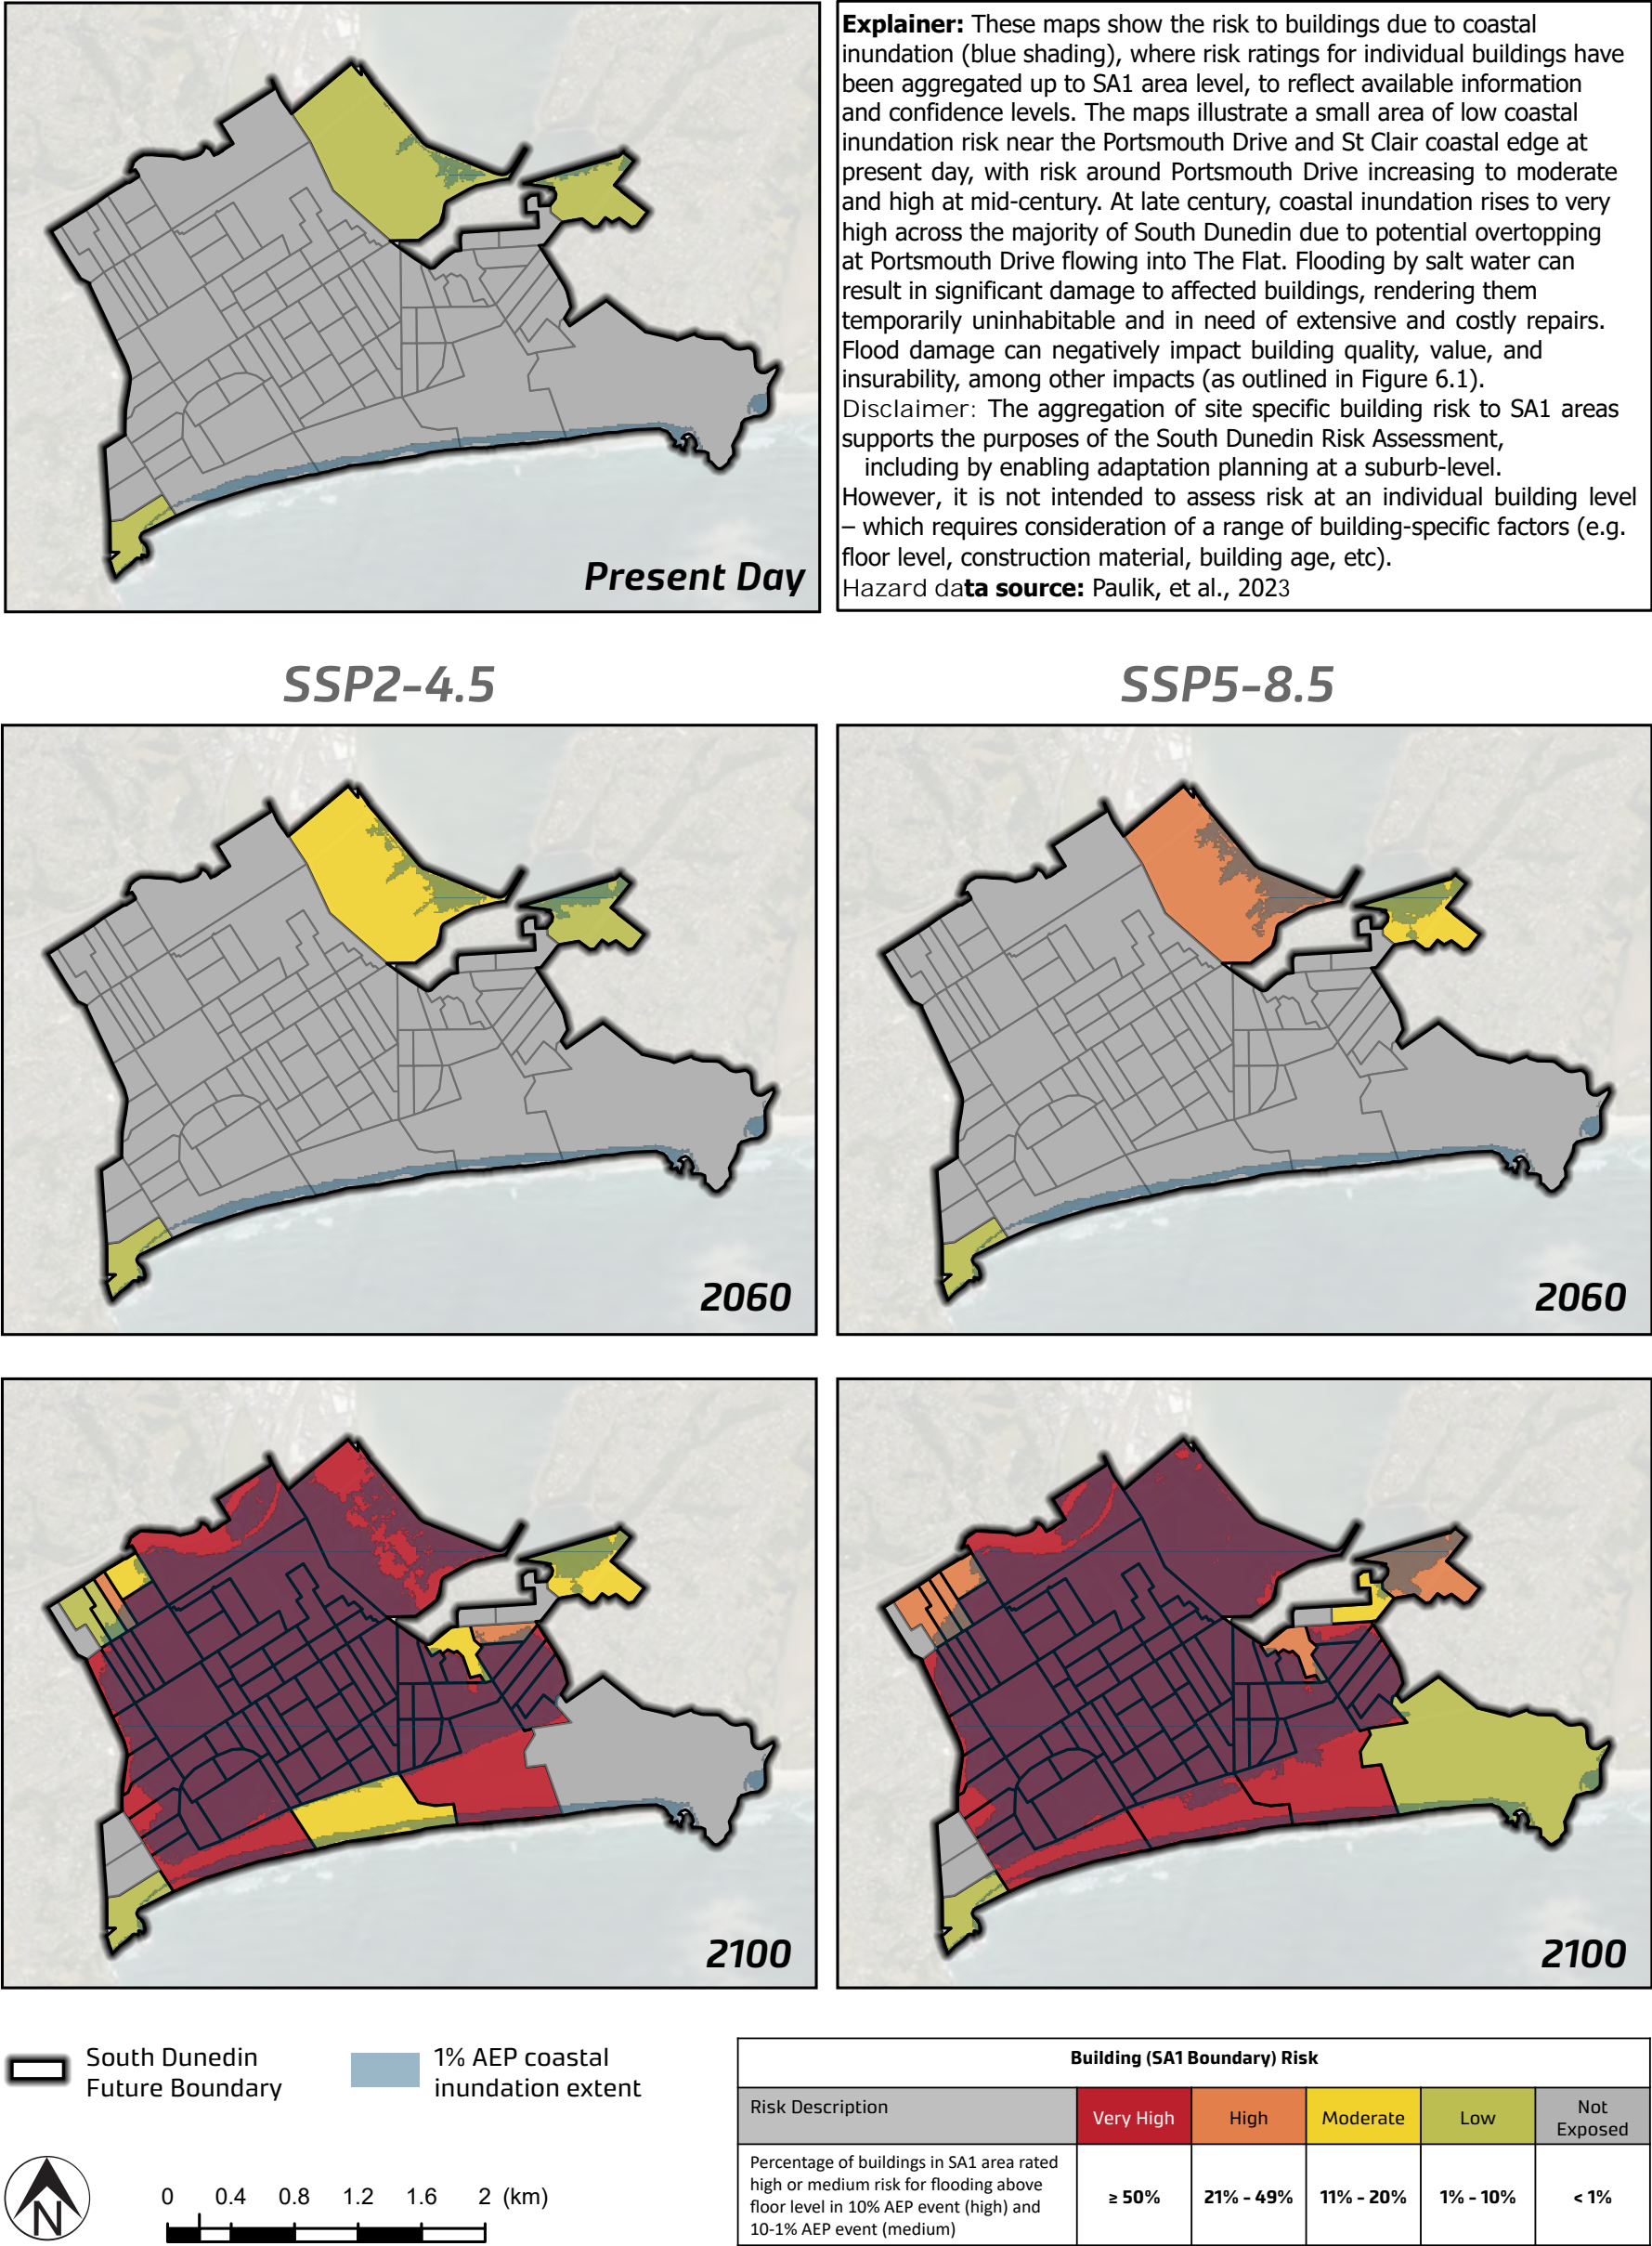 Explainer: These maps show the risk to buildings due to coastal
inundation (blue shading), where risk ratings for individual buildings have
been aggregated up to SA1 area level, to reflect available information
and confidence levels. The maps illustrate a small area of low coastal
inundation risk near the Portsmouth Drive and St Clair coastal edge at
present day, with risk around Portsmouth Drive increasing to moderate
and high at mid-century. At late century, coastal inundation rises to very
high across the majority of South Dunedin due to potential overtopping
at Portsmouth Drive flowing into The Flat. Flooding by salt water can
result in significant damage to affected buildings, rendering them
temporarily uninhabitable and in need of extensive and costly repairs.
Flood damage can negatively impact building quality, value, and
insurability, among other impacts (as outlined in Figure 6.1).
Disclaimer: The aggregation of site specific building risk to SA1 areas
supports the purposes of the South Dunedin Risk Assessment,
including by enabling adaptation planning at a suburb-level.
However, it is not intended to assess risk at an individual building level
– which requires consideration of a range of building-specific factors (e.g.
floor level, construction material, building age, etc).
Hazard data source: Paulik, et al., 2023
Present Day
SSP2-4.5
SSP5-8.5
2060
2060
2100
2100
South Dunedin
Future Boundary
1% AEP coastal
inundation extent
N
0 0.4 0.8 1.2 1.6 2 (km)
Building (SA1 Boundary) Risk
Risk Description
Very High
High
Moderate
Low
Not
Exposed
Percentage of buildings in SA1 area rated
high or medium risk for flooding above
floor level in 10% AEP event (high) and
10-1% AEP event (medium)
≥ 50%
21% - 49%
11% - 20%
1% - 10%
< 1%